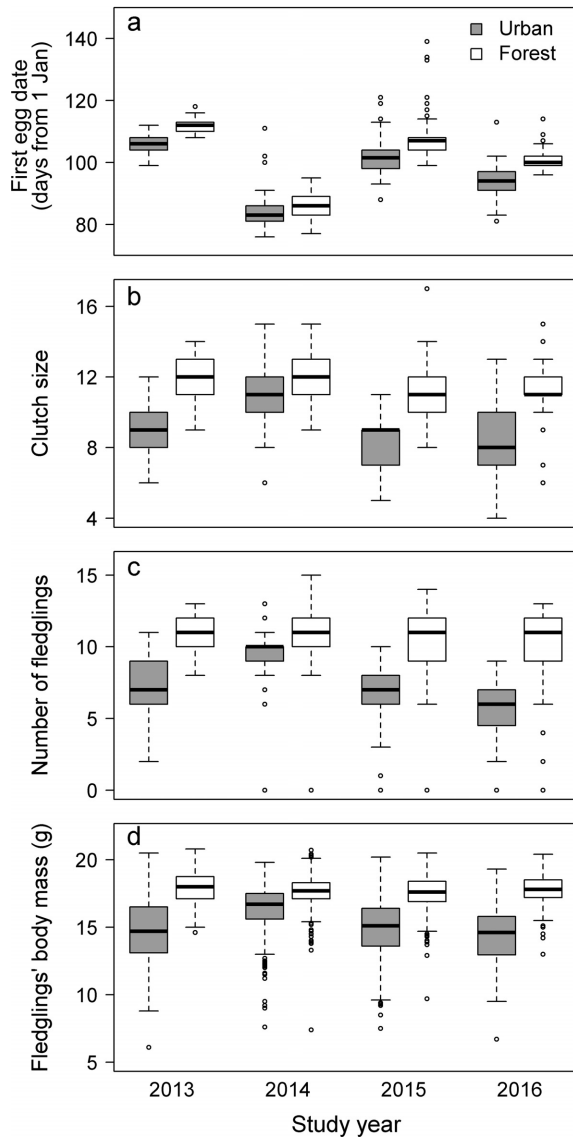 a
Urban
Forest
First egg date
(days from 1 Jan)
140
120
100
80
b
Clutch size
16
12
8
4
c
Number of fledglings
15
10
5
0
d
Fledglings' body mass (g)
20
15
10
5
2013 2014 2015 2016
Study year